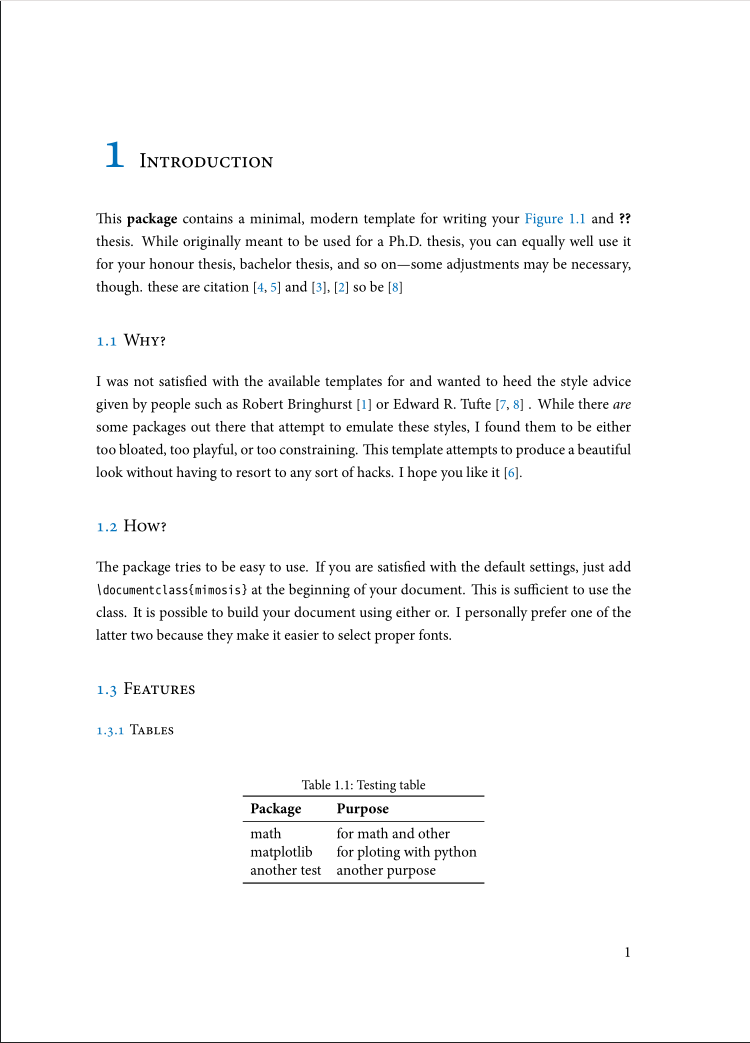 1 Introduction
This package contains a minimal, modern template for writing your Figure 1.1 and ??
thesis. While originally meant to be used for a Ph.D. thesis, you can equally well use it
for your honour thesis, bachelor thesis, and so on—some adjustments may be necessary,
though. these are citation [4, 5] and [3], [2] so be [8]
1.1 Why?
I was not satisfied with the available templates for and wanted to heed the style advice
given by people such as Robert Bringhurst [1] or Edward R. Tufte [7, 8] . While there are
some packages out there that attempt to emulate these styles, I found them to be either
too bloated, too playful, or too constraining. This template attempts to produce a beautiful
look without having to resort to any sort of hacks. I hope you like it [6].
1.2 How?
The package tries to be easy to use. If you are satisfied with the default settings, just add
\documentclass{mimosis} at the beginning of your document. This is sufficient to use the
class. It is possible to build your document using either or. I personally prefer one of the
latter two because they make it easier to select proper fonts.
1.3 Features
1.3.1 Tables
Table 1.1: Testing table
Package Purpose
math for math and other
matplotlib for ploting with python
another test another purpose
1